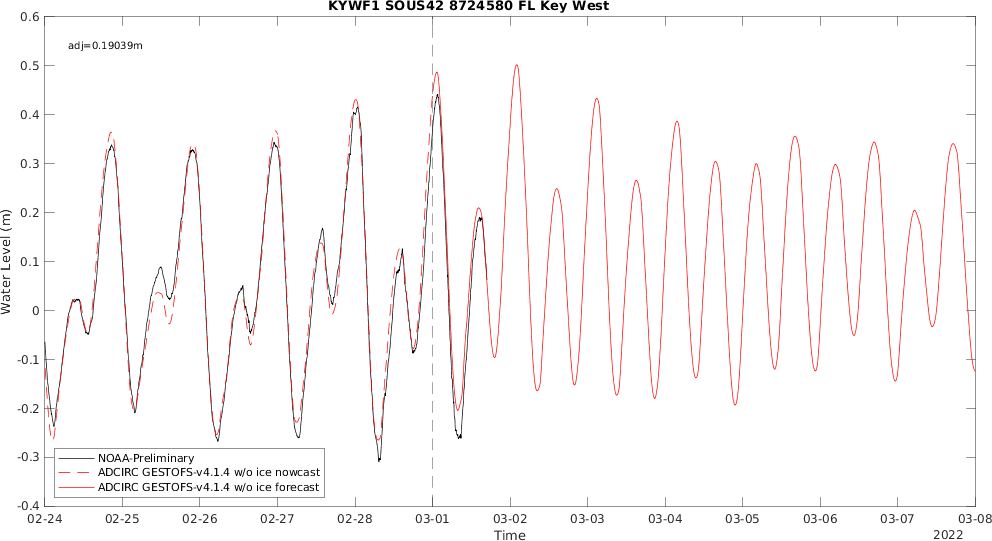 KYWF1 SOUS42 8724580 FL Key West
adj=0.19039m
Water Level (m)
0.6
0.5
0.4
0.3
0.2
0.1
0
-0.1
-0.2
-0.3
-0.4
NOAA-Preliminary
ADCIRC GESTOFS-v4.1.4 w/o ice nowcast
ADCIRC GESTOFS-v4.1.4 w/o ice forecast
02-24 02-25 02-26 02-27 02-28 03-01 03-02 03-03 03-04 03-05 03-06 03-07 03-08
Time
2022